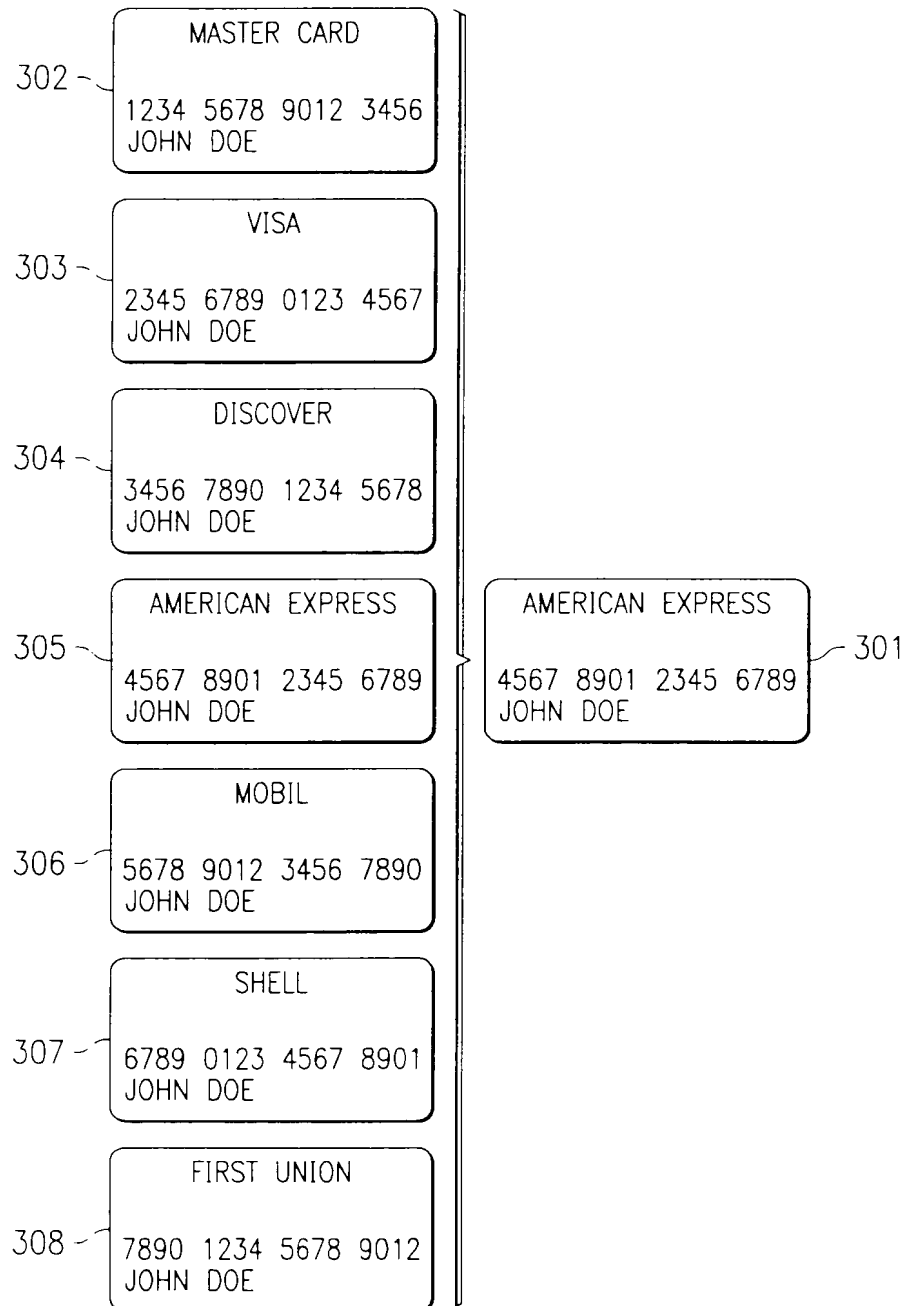 MASTER CARD
302
1234 5678 9012 3456
JOHN DOE
VISA
303
2345 6789 0123 4567
JOHN DOE
DISCOVER
304
3456 7890 1234 5678
JOHN DOE
AMERICAN EXPRESS
305
4567 8901 2345 6789
JOHN DOE
AMERICAN EXPRESS
301
4567 8901 2345 6789
JOHN DOE
MOBIL
306
5678 9012 3456 7890
JOHN DOE
SHELL
307
6789 0123 4567 8901
JOHN DOE
FIRST UNION
308
7890 1234 5678 9012
JOHN DOE